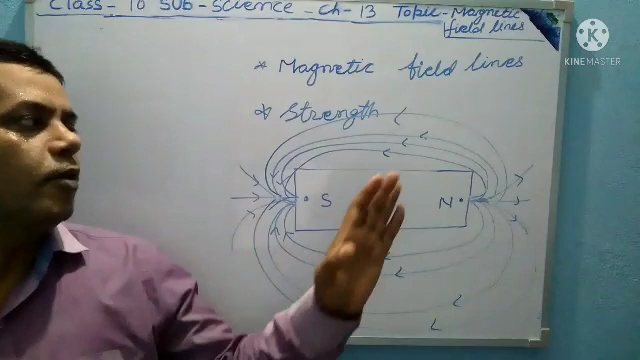 Class - 10 Sub - Science - Ch - 13 Topic - Magnetic
field lines
* Magnetic field lines
* Strength
S N
KINEMASTER